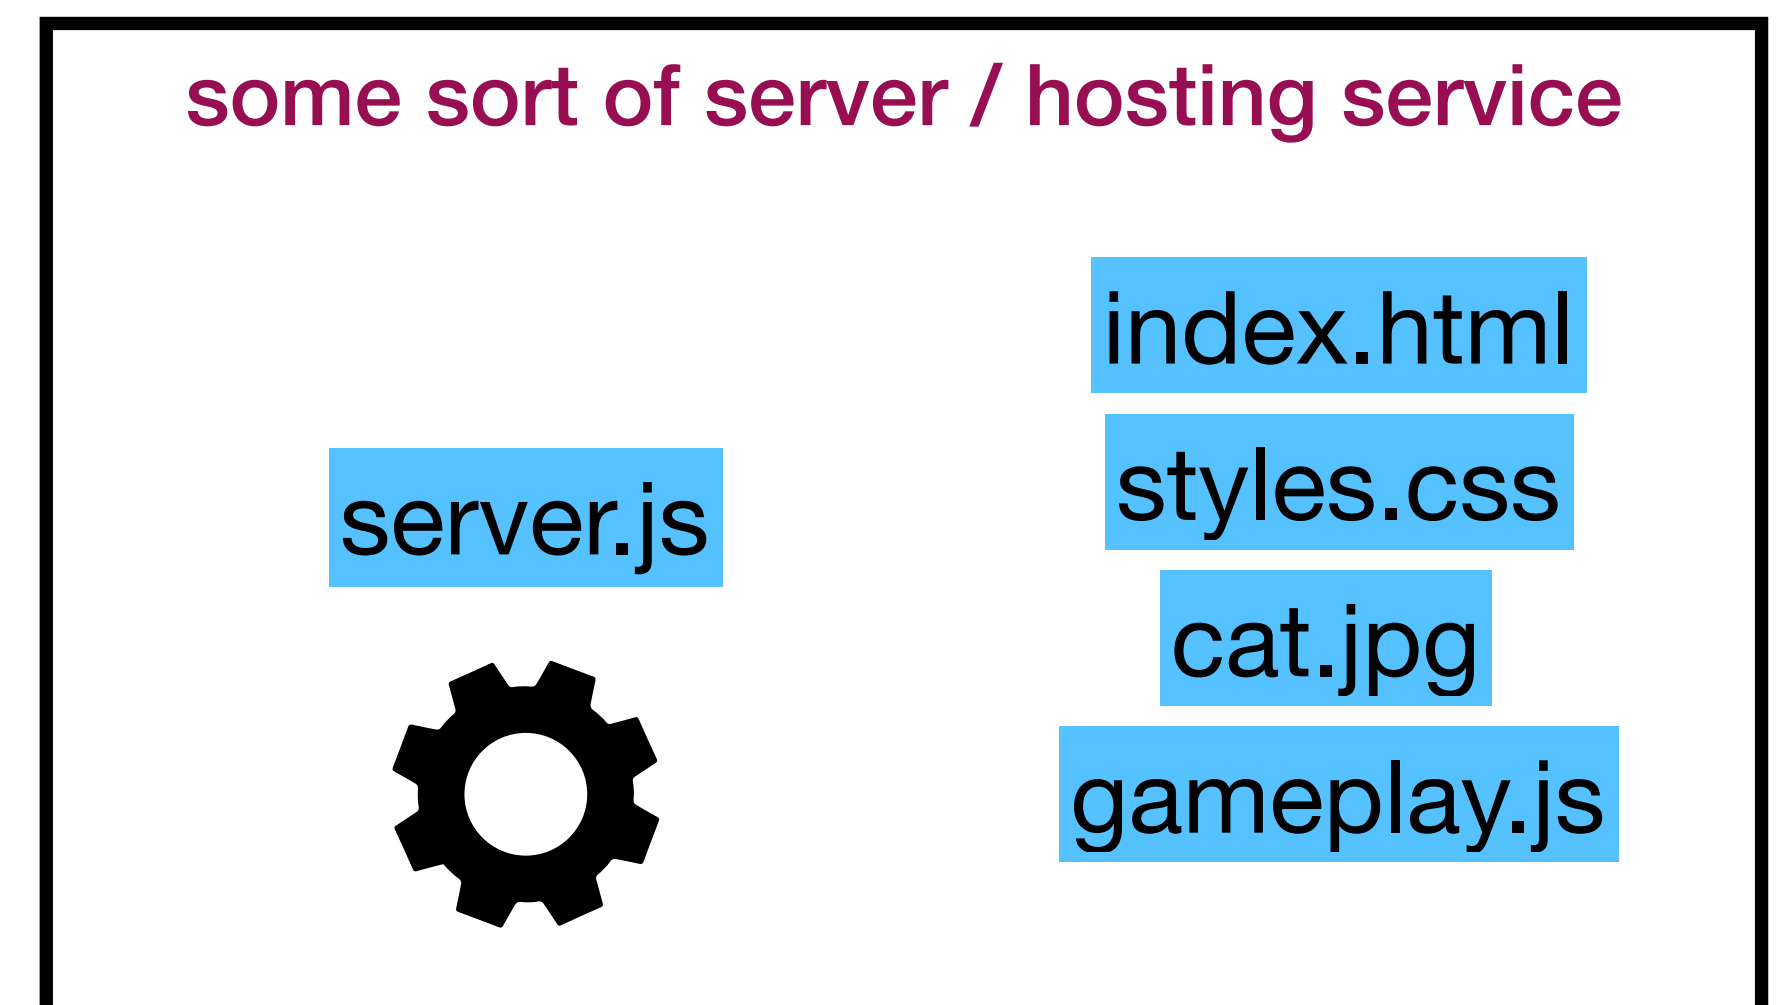 some sort of server / hosting service
server.js
index.html
styles.css
cat.jpg
gameplay.js